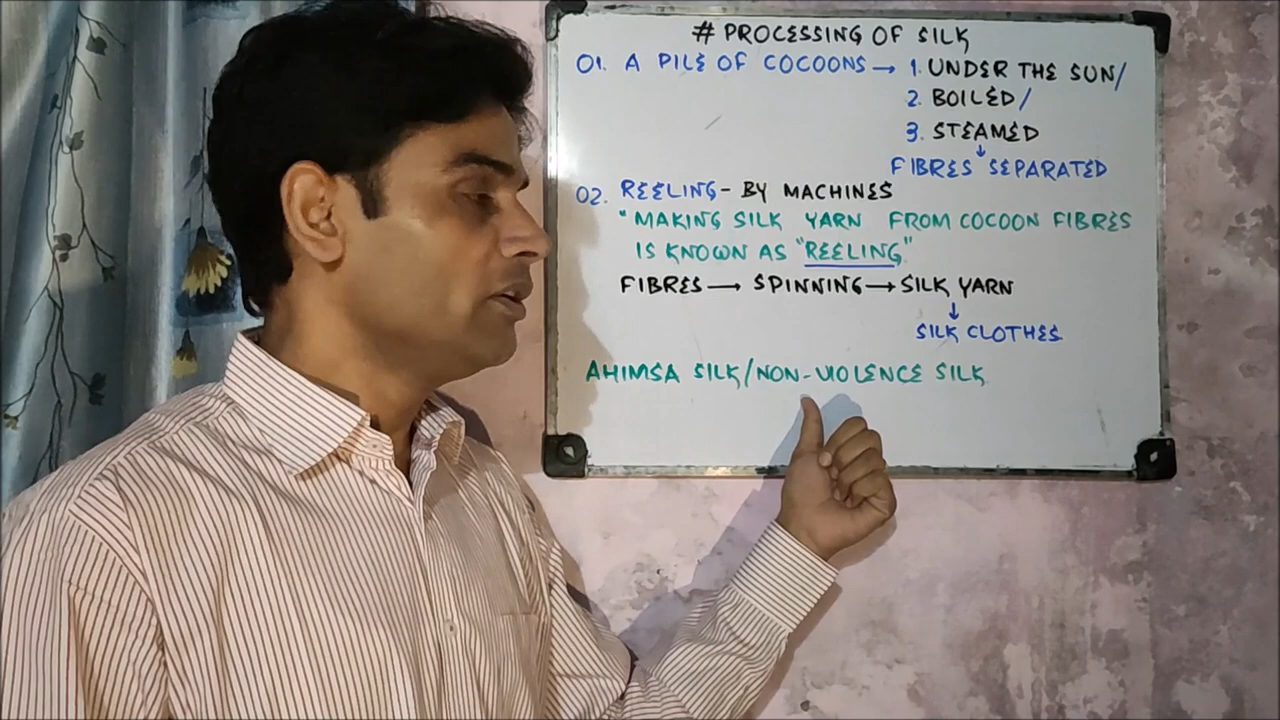 # PROCESSING OF SILK
01. A PILE OF COCOONS → 1. UNDER THE SUN/
2. BOILED/
3. STEAMED
↓
FIBRES SEPARATED
02. REELING - BY MACHINES
"MAKING SILK YARN FROM COCOON FIBRES
IS KNOWN AS "REELING"
FIBRES → SPINNING → SILK YARN
↓
SILK CLOTHES
AHIMSA SILK/NON-VIOLENCE SILK